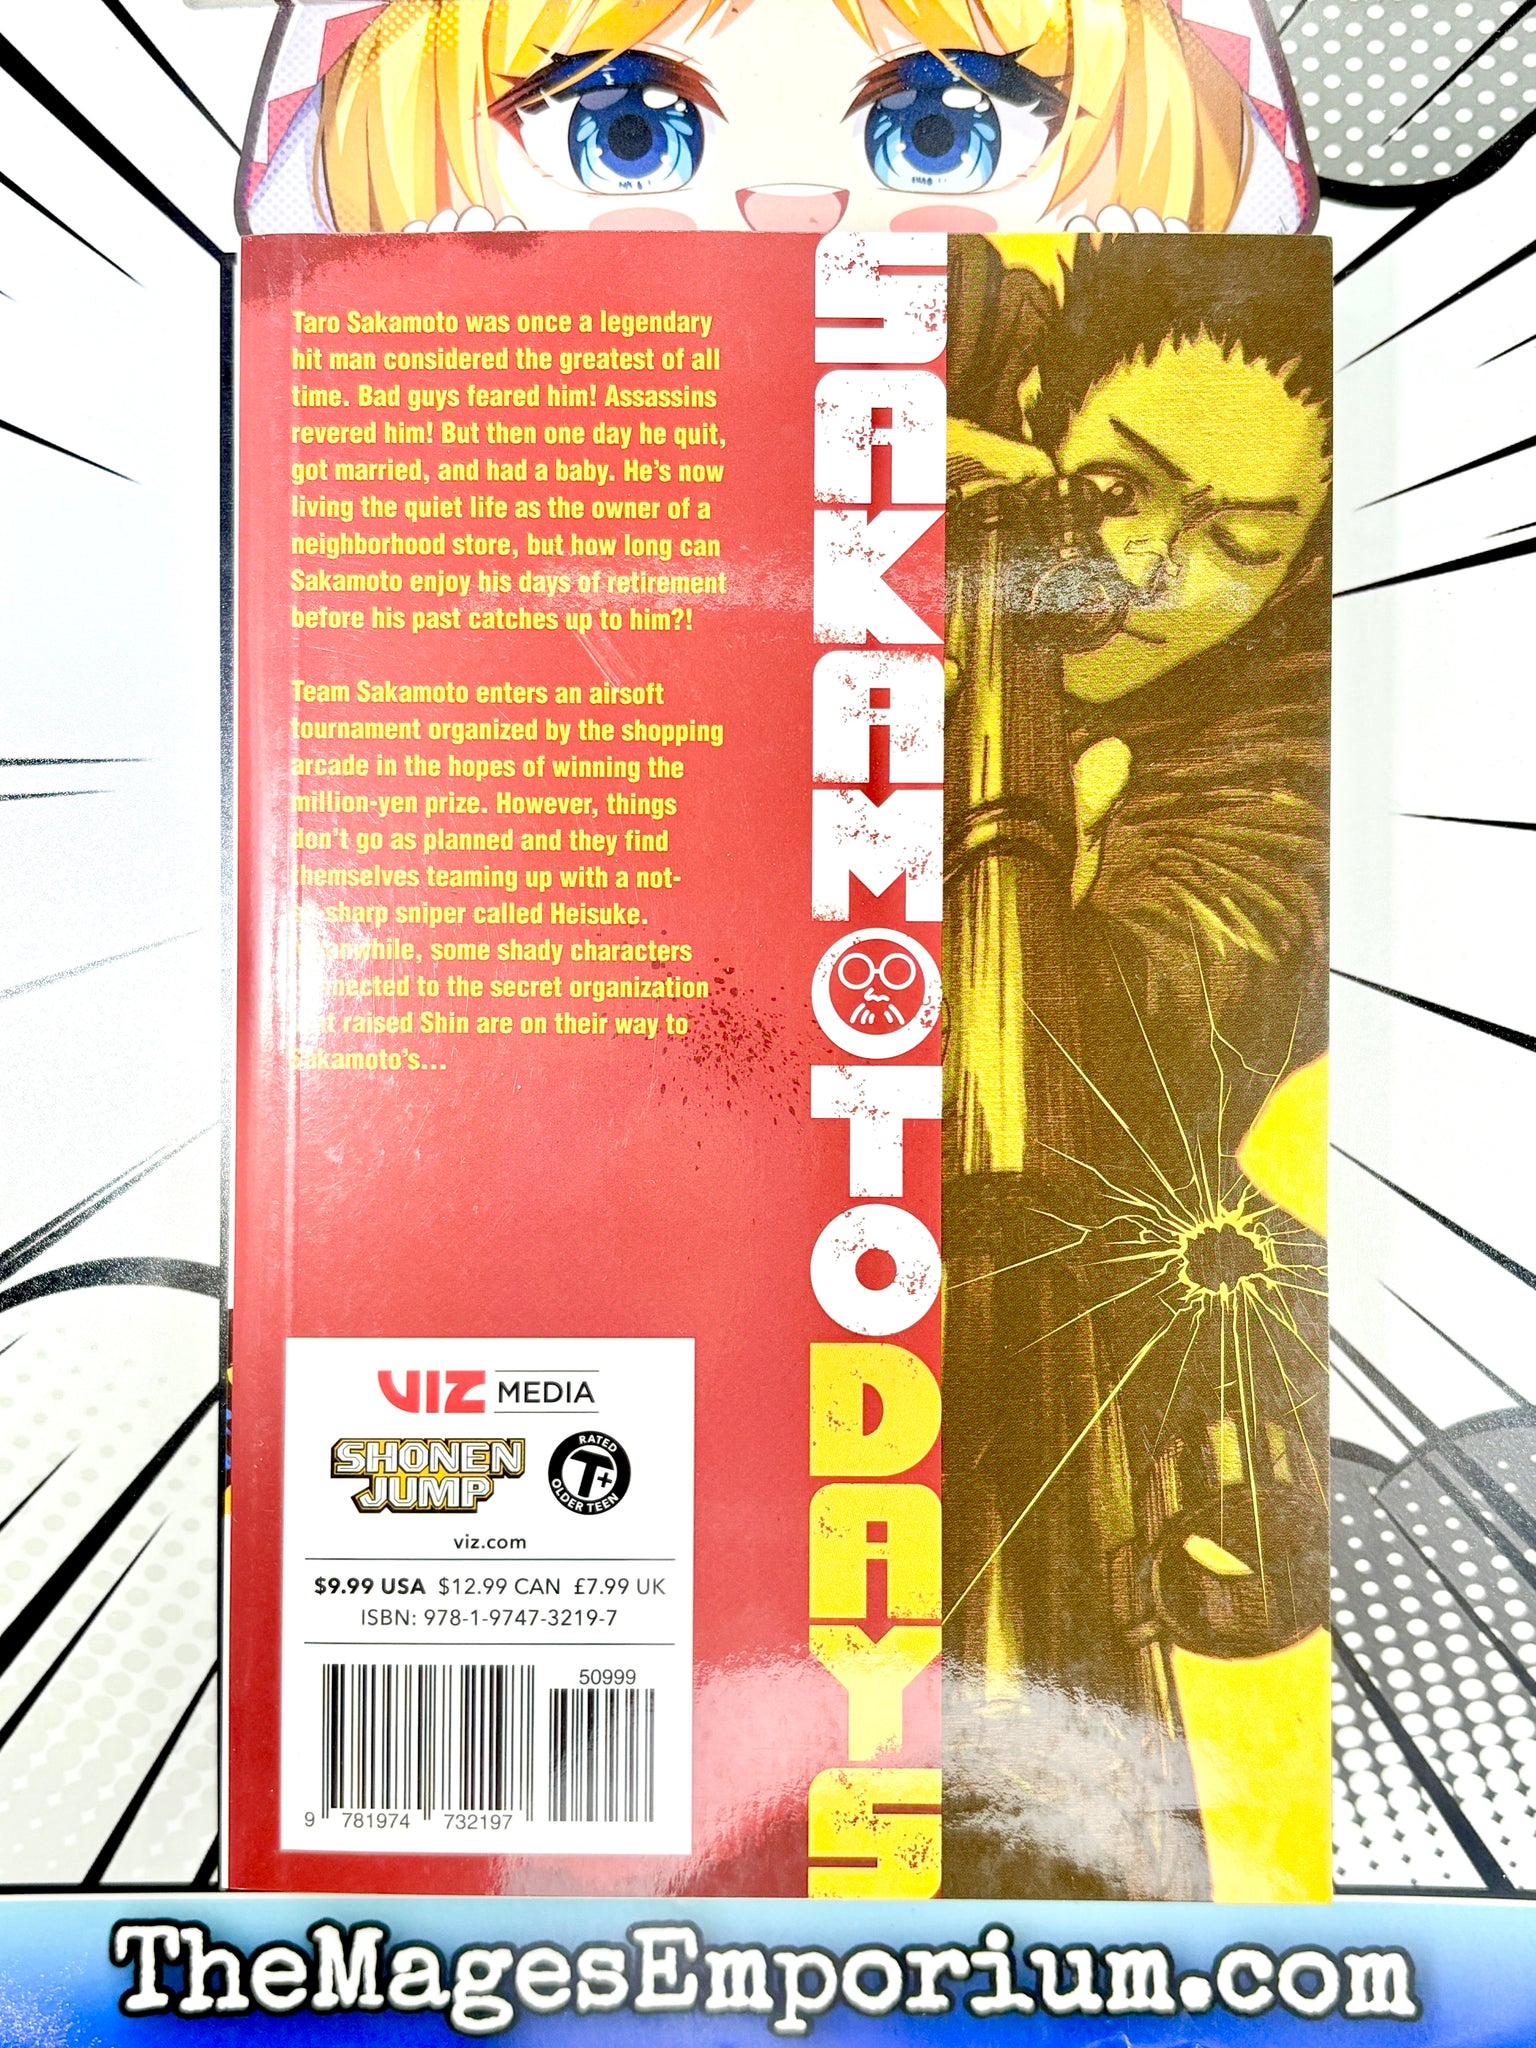 Taro Sakamoto was once a legendary
hit man considered the greatest of all
time. Bad guys feared him! Assassins
revered him! But then one day he quit,
got married, and had a baby. He's now
living the quiet life as the owner of a
neighborhood store, but how long can
Sakamoto enjoy his days of retirement
before his past catches up to him?!
Team Sakamoto enters an airsoft
tournament organized by the shopping
arcade in the hopes of winning the
million-yen prize. However, things
don't go as planned and they find
themselves teaming up with a not-
so-sharp sniper called Heisuke.
Meanwhile, some shady characters
connected to the secret organization
that raised Shin are on their way to
Sakamoto's...
SAKAMOTO DAYS
VIZ MEDIA
SHONEN
JUMP
RATED
T+
OLDER TEEN
viz.com
$9.99 USA $12.99 CAN £7.99 UK
ISBN: 978-1-9747-3219-7
50999
9 781974 732197
TheMagesEmporium.com